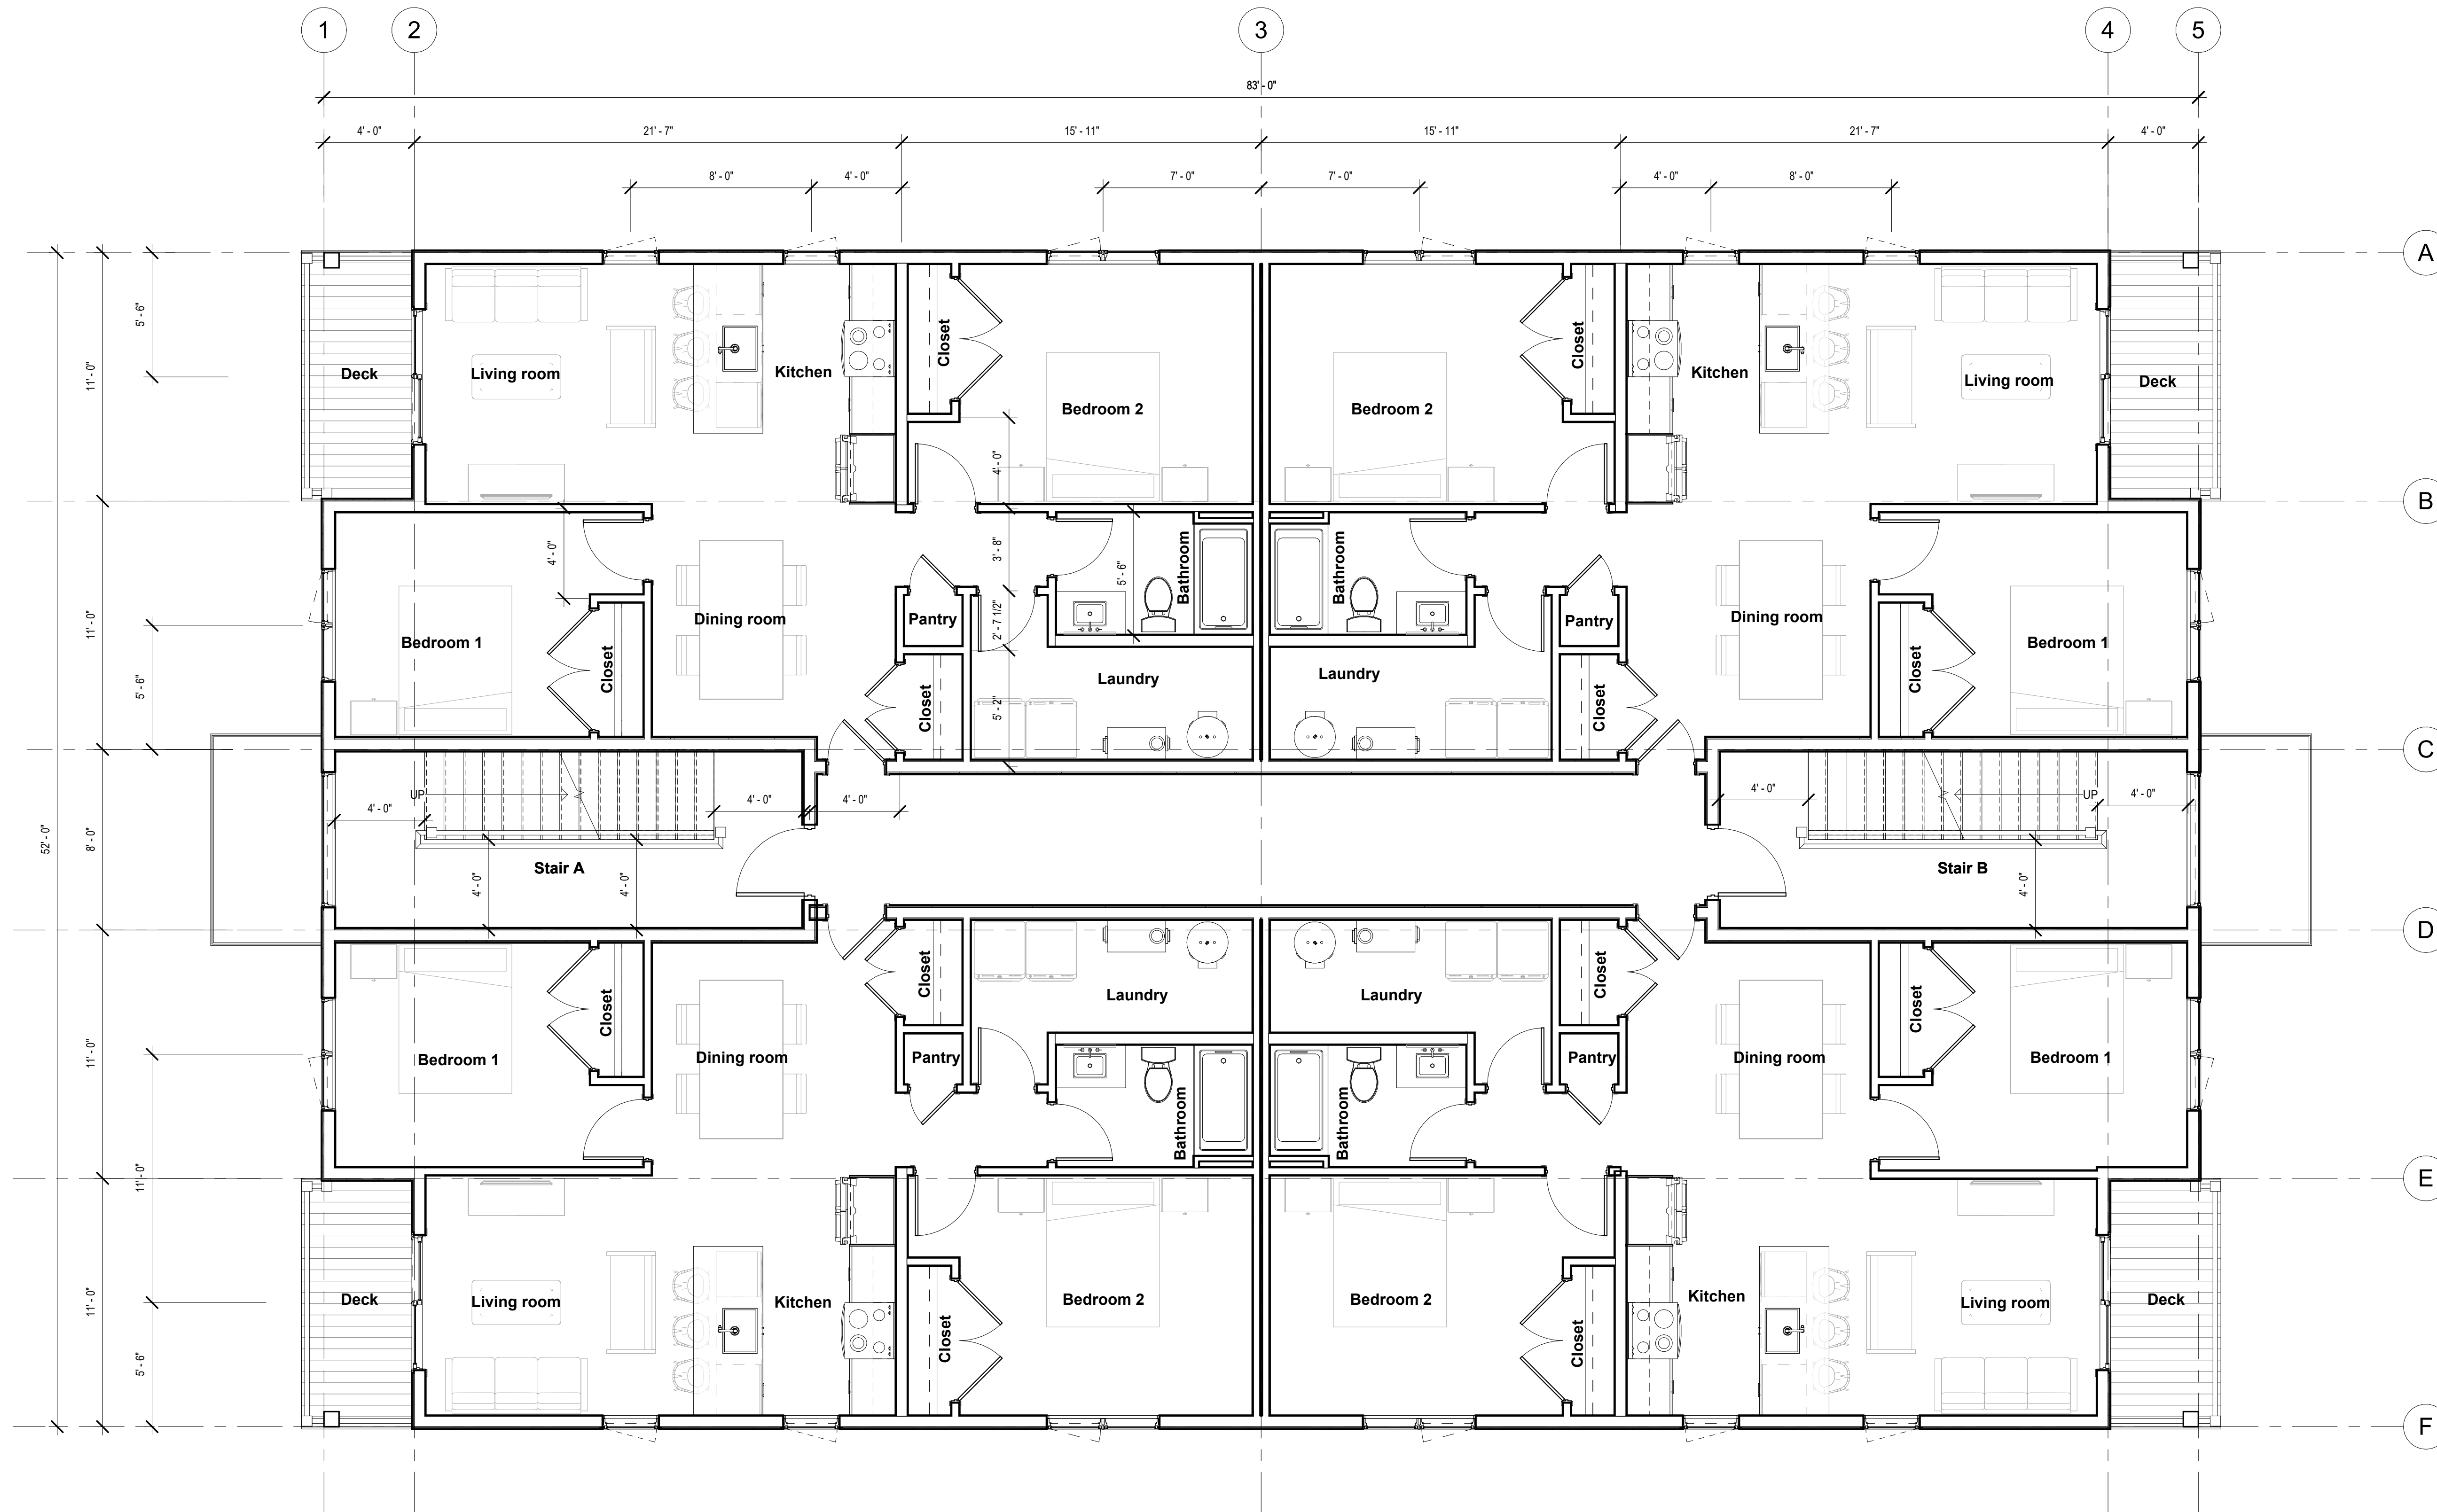 1 2 3 4 5
83' - 0"
4' - 0" 21' - 7" 15' - 11" 15' - 11" 21' - 7" 4' - 0"
8' - 0" 4' - 0" 7' - 0" 7' - 0" 4' - 0" 8' - 0"
A
5' - 6"
11' - 0"
Closet
Closet
Deck
Living room
Kitchen
Kitchen
Living room
Deck
Bedroom 2
Bedroom 2
4' - 0"
B
4' - 0"
3' - 8"
5' - 6"
Bathroom
Bathroom
11' - 0"
2' - 7 1/2"
Dining room
Pantry
Pantry
Dining room
Bedroom 1
Bedroom 1
Closet
Closet
5' - 6"
Laundry
Laundry
Closet
5' - 2"
Closet
C
UP
4' - 0"
4' - 0"
4' - 0"
4' - 0"
UP
4' - 0"
52' - 0"
8' - 0"
Stair A
Stair B
4' - 0"
4' - 0"
4' - 0"
D
Closet
Closet
Laundry
Laundry
Closet
Closet
11' - 0"
Bedroom 1
Dining room
Pantry
Pantry
Dining room
Bedroom 1
Bathroom
Bathroom
11' - 0"
E
Deck
Living room
Kitchen
Bedroom 2
Bedroom 2
Kitchen
Living room
Deck
11' - 0"
Closet
Closet
5' - 6"
F